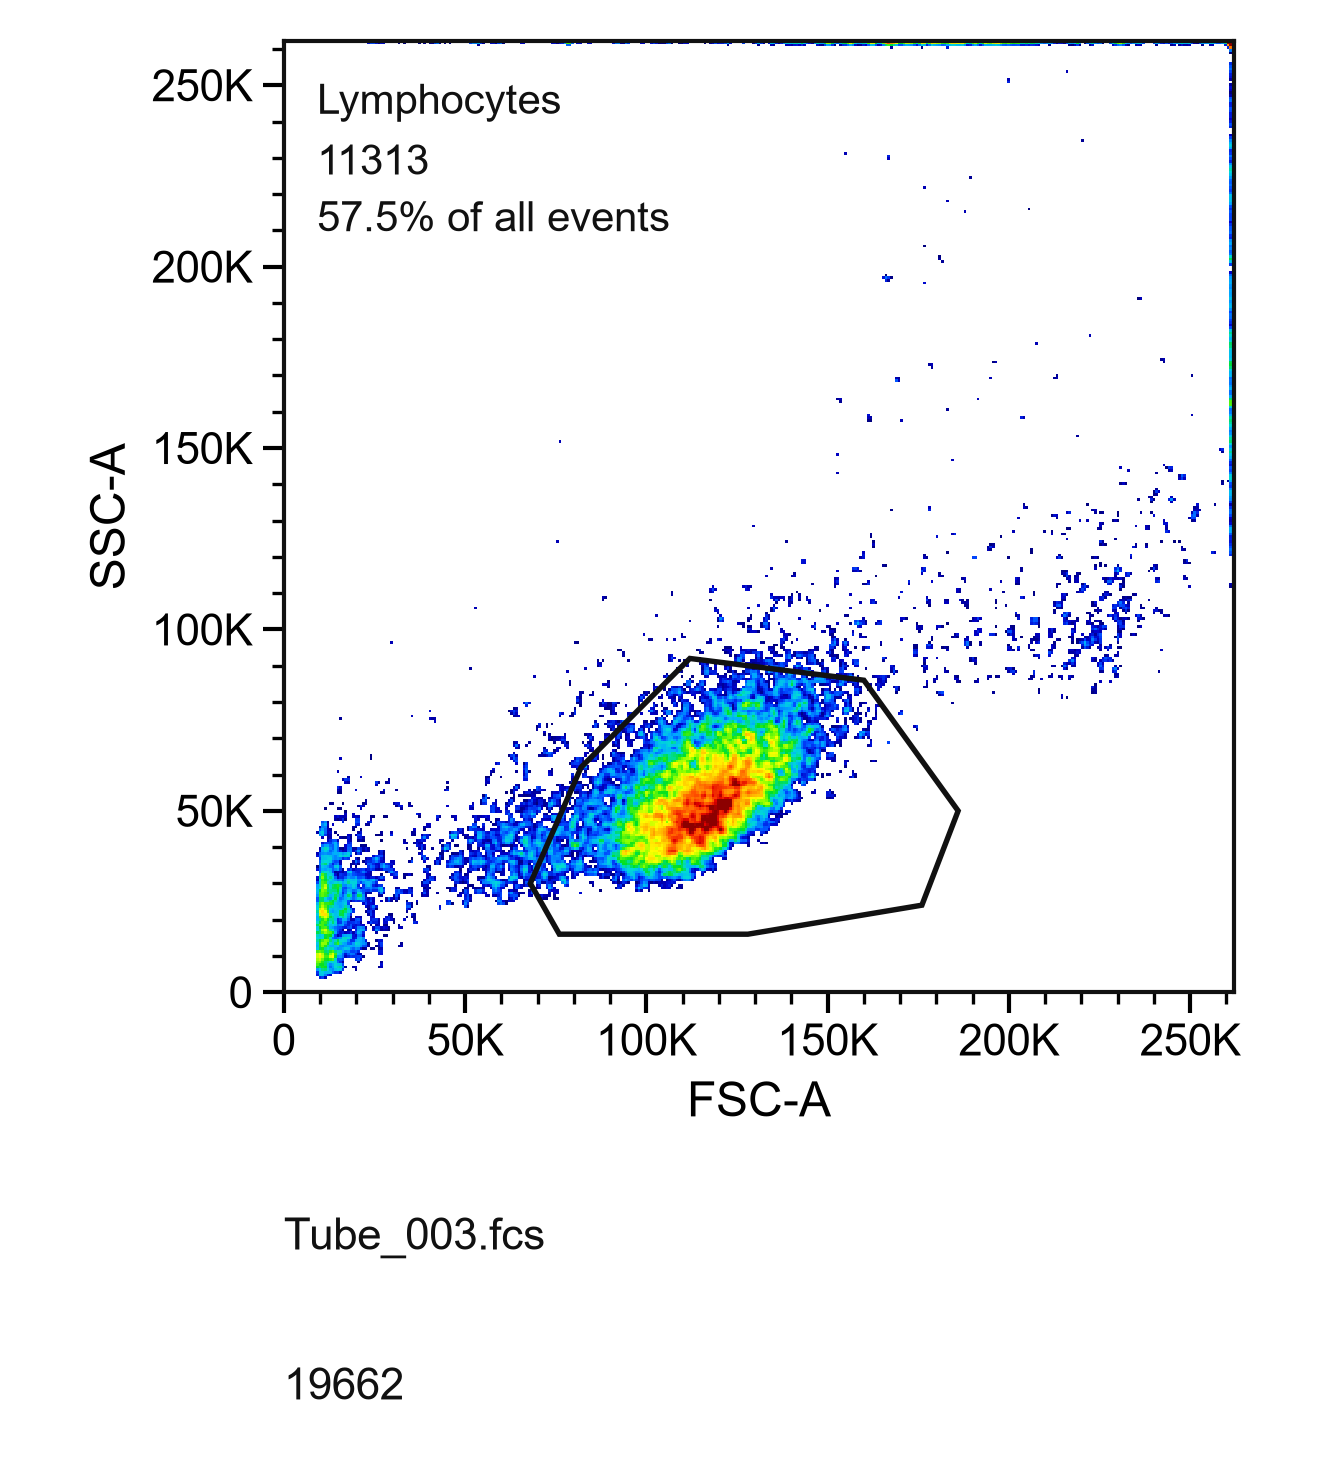 Lymphocytes
11313
57.5% of all events
250K
200K
150K
100K
50K
0
SSC-A
0 50K 100K 150K 200K 250K
FSC-A
Tube_003.fcs
19662